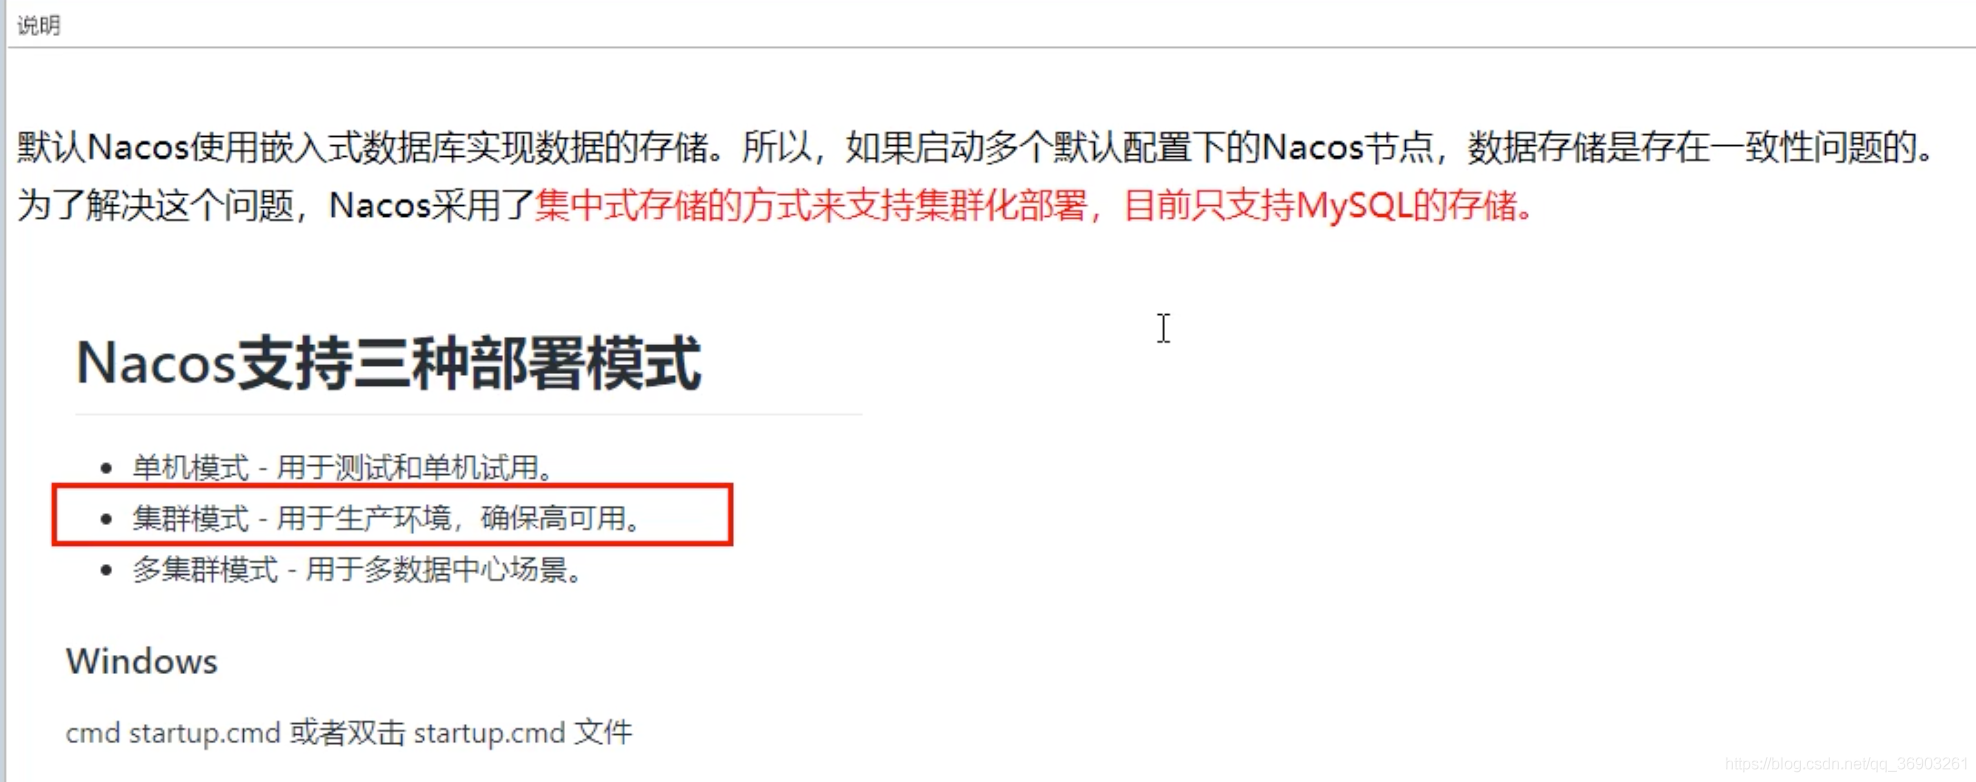 说明
默认Nacos使用嵌入式数据库实现数据的存储。所以，如果启动多个默认配置下的Nacos节点，数据存储是存在一致性问题的。
为了解决这个问题，Nacos采用了集中式存储的方式来支持集群化部署，目前只支持MySQL的存储。
Nacos支持三种部署模式
• 单机模式 - 用于测试和单机试用。
• 集群模式 - 用于生产环境，确保高可用。
• 多集群模式 - 用于多数据中心场景。
Windows
cmd startup.cmd 或者双击 startup.cmd 文件
https://blog.csdn.net/qq_36903261